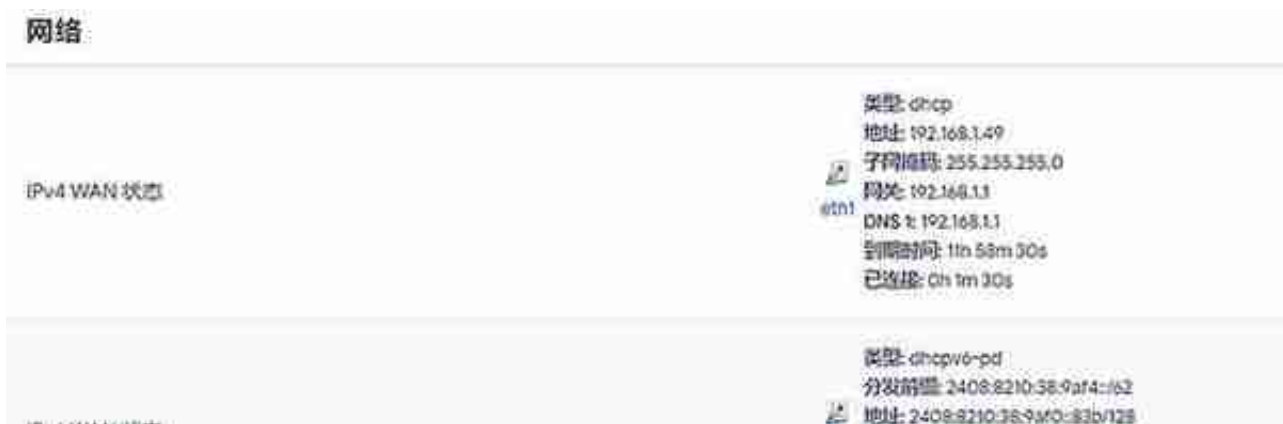 网络
类型: dhcp
地址: 192.168.1.49
子网掩码: 255.255.255.0
IPv4 WAN 状态
网关: 192.168.1.1
eth1
DNS 1: 192.168.1.1
到期时间: 11h 58m 30s
已连接: 0h 1m 30s
类型: dhcpv6-pd
分发前缀: 2408:8210:38:9af4::/62
地址: 2408:8210:38:9af0::83b/128